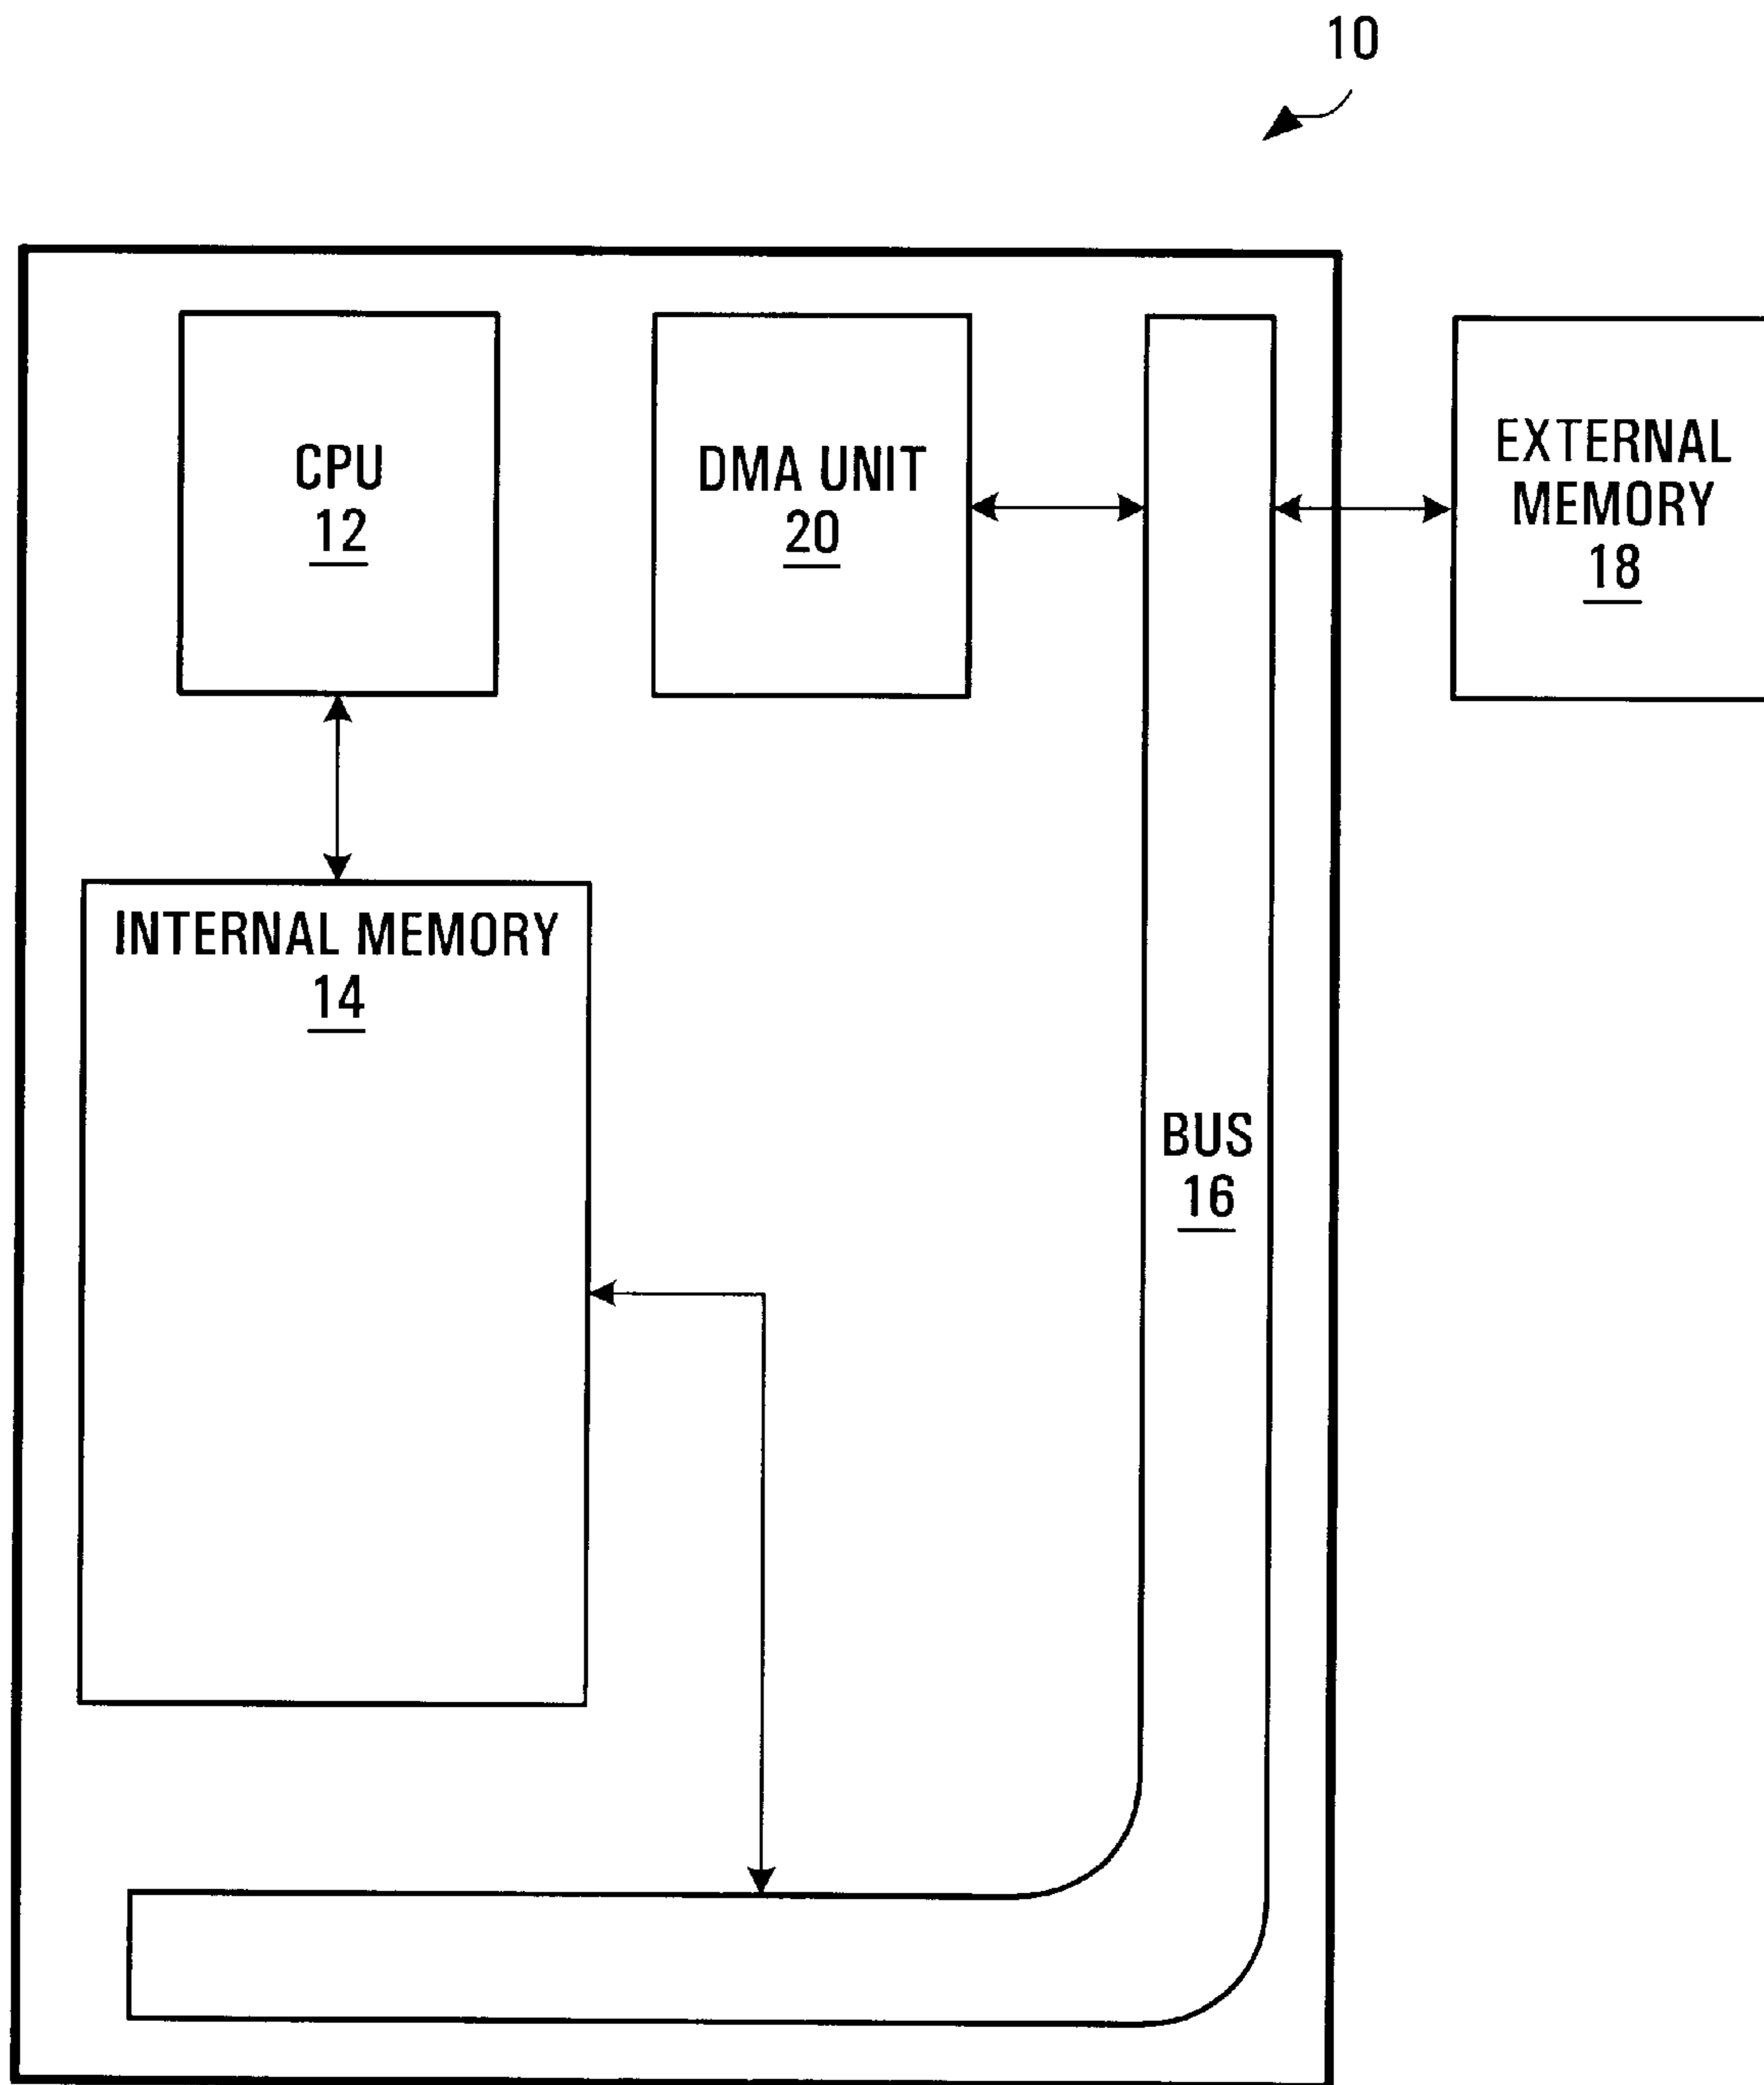 10
CPU
12
DMA UNIT
20
EXTERNAL
MEMORY
18
INTERNAL MEMORY
14
BUS
16